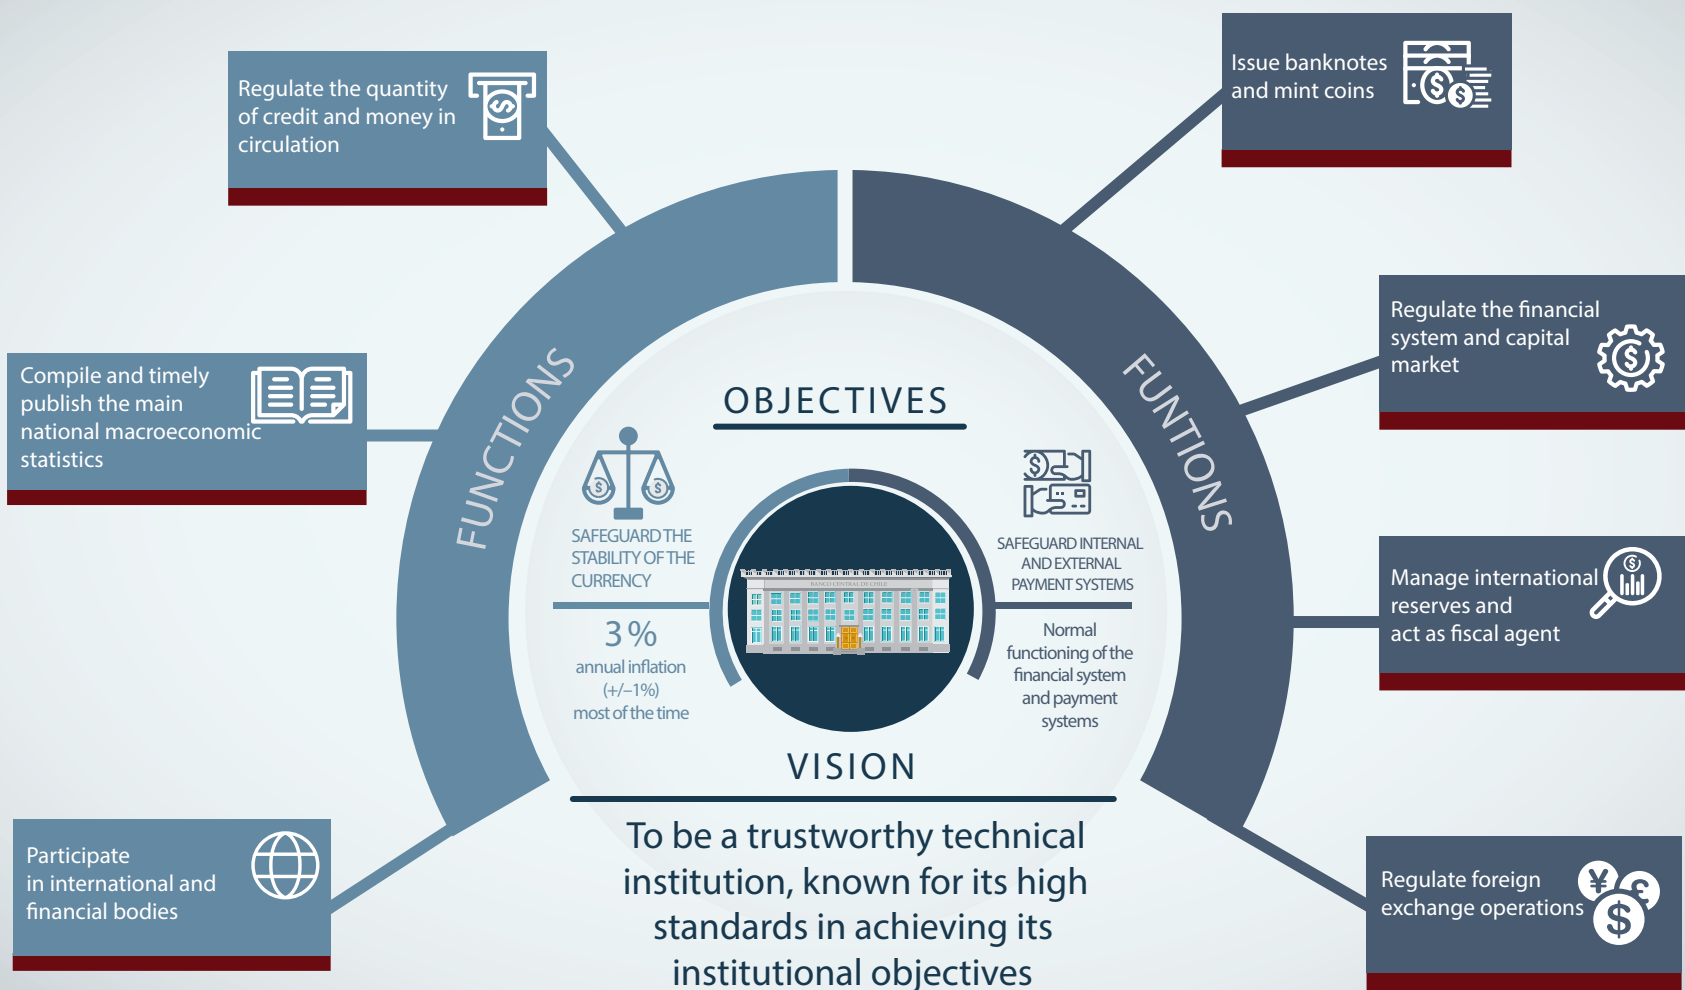 Regulate the quantity
of credit and money in
circulation
Issue banknotes
and mint coins
Compile and timely
publish the main
national macroeconomic
statistics
Regulate the financial
system and capital
market
Participate
in international and
financial bodies
Manage international
reserves and
act as fiscal agent
Regulate foreign
exchange operations
¥
£
$
FUNCTIONS
FUNTIONS
OBJECTIVES
SAFEGUARD THE
STABILITY OF THE
CURRENCY
3 %
annual inflation
(+/–1%)
most of the time
BANCO CENTRAL DE CHILE
SAFEGUARD INTERNAL
AND EXTERNAL
PAYMENT SYSTEMS
Normal
functioning of the
financial system
and payment
systems
VISION
To be a trustworthy technical
institution, known for its high
standards in achieving its
institutional objectives